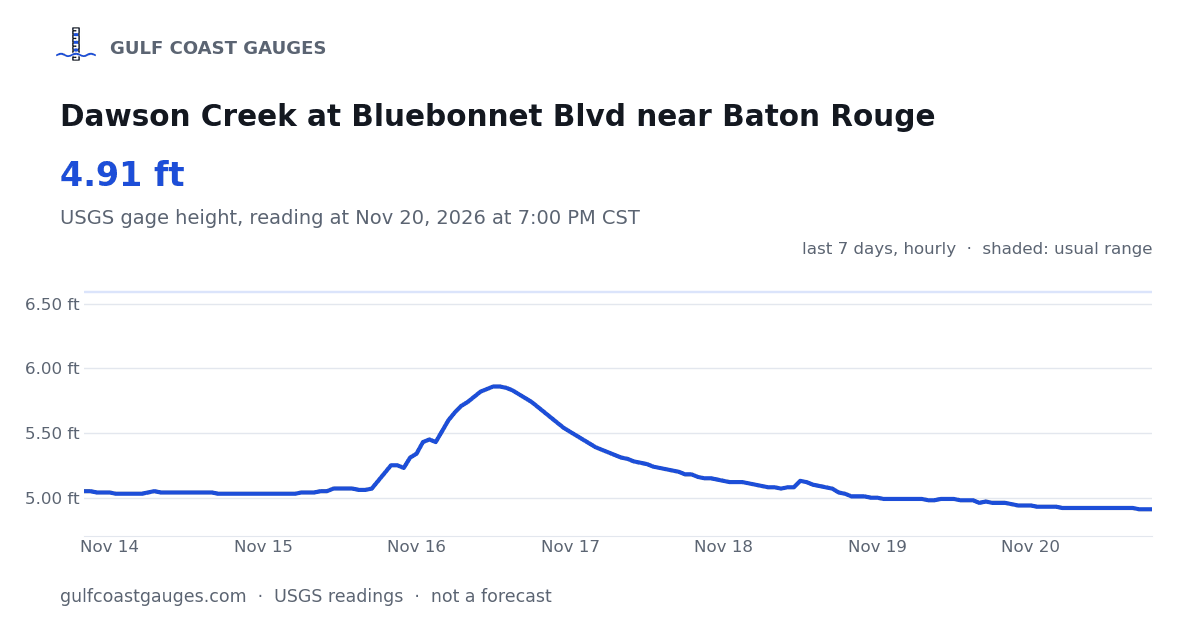 GULF COAST GAUGES
Dawson Creek at Bluebonnet Blvd near Baton Rouge
4.91 ft
USGS gage height, reading at Nov 20, 2026 at 7:00 PM CST
last 7 days, hourly · shaded: usual range
6.50 ft
6.00 ft
5.50 ft
5.00 ft
Nov 14 Nov 15 Nov 16 Nov 17 Nov 18 Nov 19 Nov 20
gulfcoastgauges.com · USGS readings · not a forecast